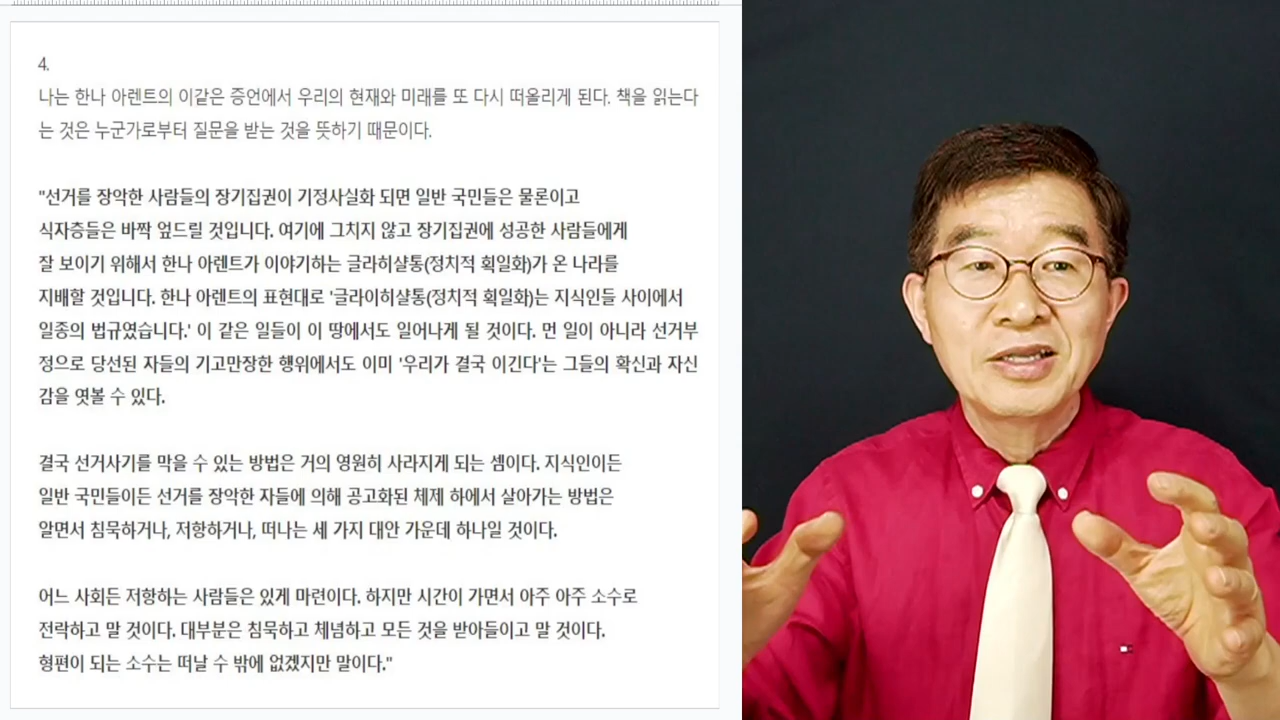 4.
나는 한나 아렌트의 이같은 증언에서 우리의 현재와 미래를 또 다시 떠올리게 된다. 책을 읽는다
는 것은 누군가로부터 질문을 받는 것을 뜻하기 때문이다.
"선거를 장악한 사람들의 장기집권이 기정사실화 되면 일반 국민들은 물론이고
식자층들은 바짝 엎드릴 것입니다. 여기에 그치지 않고 장기집권에 성공한 사람들에게
잘 보이기 위해서 한나 아렌트가 이야기하는 글라히샬통(정치적 획일화)가 온 나라를
지배할 것입니다. 한나 아렌트의 표현대로 '글라이히샬통(정치적 획일화)는 지식인들 사이에서
일종의 법규였습니다.' 이 같은 일들이 이 땅에서도 일어나게 될 것이다. 먼 일이 아니라 선거부
정으로 당선된 자들의 기고만장한 행위에서도 이미 '우리가 결국 이긴다'는 그들의 확신과 자신
감을 엿볼 수 있다.
결국 선거사기를 막을 수 있는 방법은 거의 영원히 사라지게 되는 셈이다. 지식인이든
일반 국민들이든 선거를 장악한 자들에 의해 공고화된 체제 하에서 살아가는 방법은
알면서 침묵하거나, 저항하거나, 떠나는 세 가지 대안 가운데 하나일 것이다.
어느 사회든 저항하는 사람들은 있게 마련이다. 하지만 시간이 가면서 아주 아주 소수로
전락하고 말 것이다. 대부분은 침묵하고 체념하고 모든 것을 받아들이고 말 것이다.
형편이 되는 소수는 떠날 수 밖에 없겠지만 말이다."